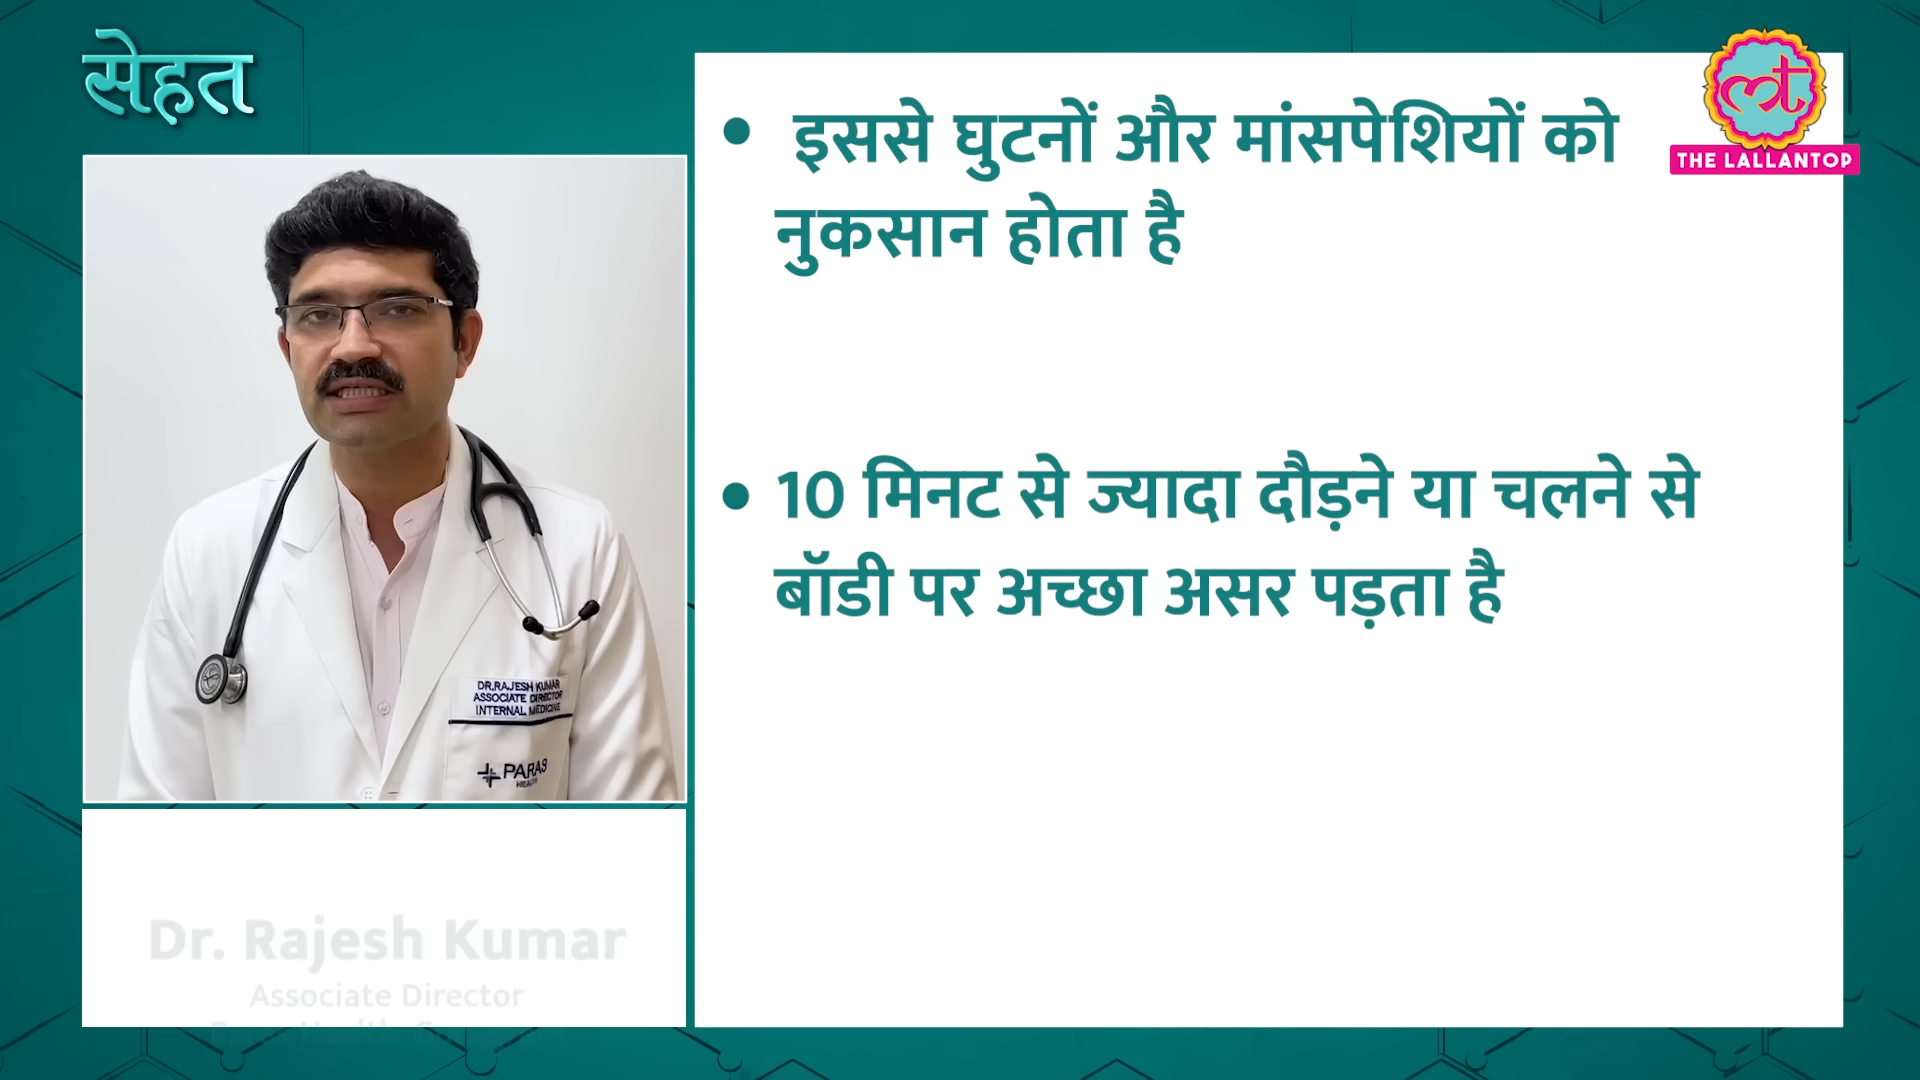 सेहत
THE LALLANTOP
• इससे घुटनों और मांसपेशियों को
नुकसान होता है
• 10 मिनट से ज्यादा दौड़ने या चलने से
बॉडी पर अच्छा असर पड़ता है
DR.RAJESH KUMAR
ASSOCIATE DIRECTOR
INTERNAL MEDICINE
PARAS
HEALTH
Dr. Rajesh Kumar
Associate Director